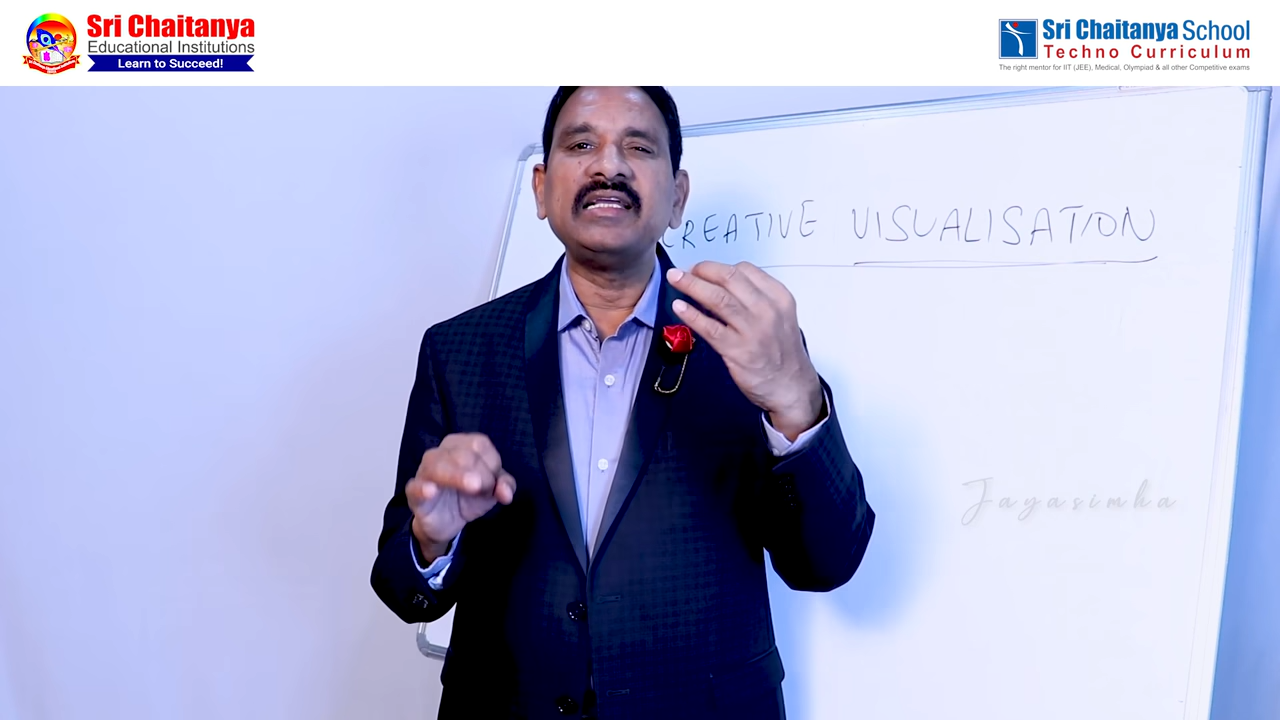 Sri Chaitanya
Educational Institutions
Learn to Succeed!
Sri Chaitanya School
Techno Curriculum
The right mentor for IIT (JEE), Medical, Olympiad & all other Competitive exams
CREATIVE VISUALISATION
Jayasimha